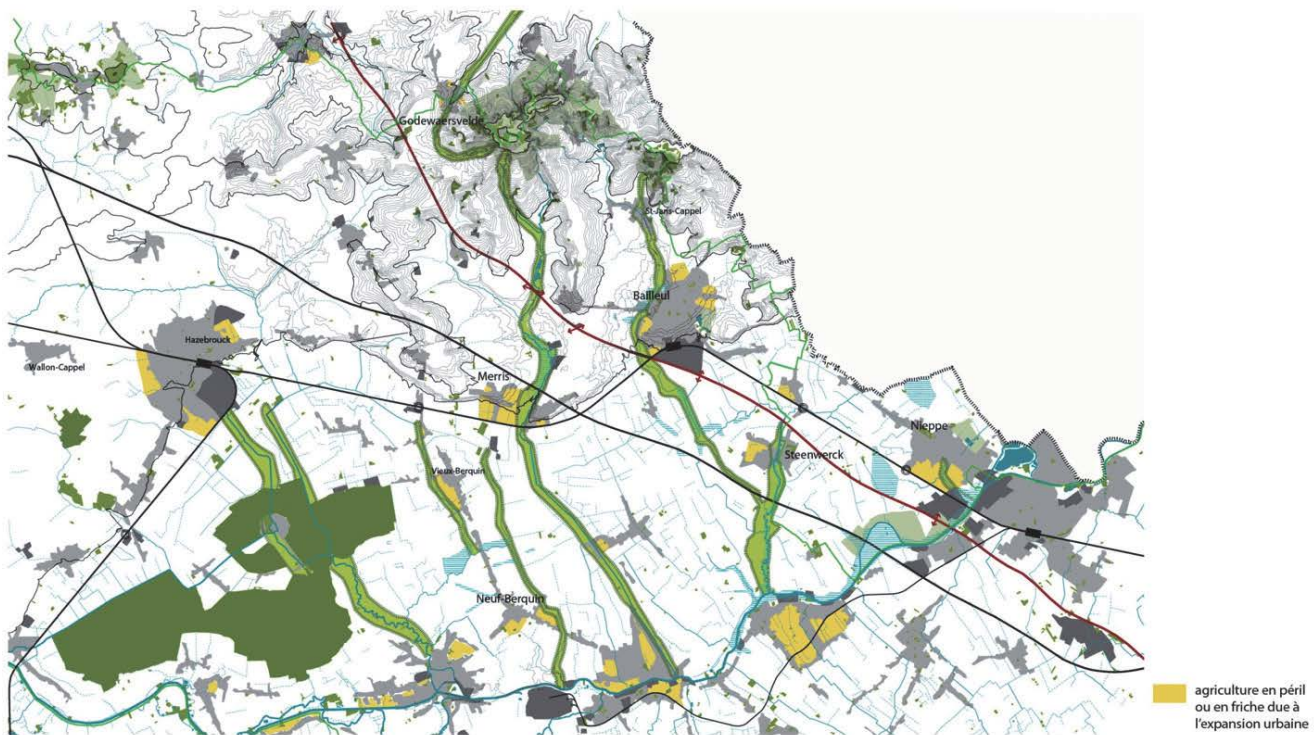 Godewaersvelde
St-Jans-Cappel
Bailleul
Hazebrouck
Wallon-Cappel
Merris
Nieppe
Steenwerck
Vieux-Berquin
Neuf-Berquin
agriculture en péril
ou en friche due à
l'expansion urbaine